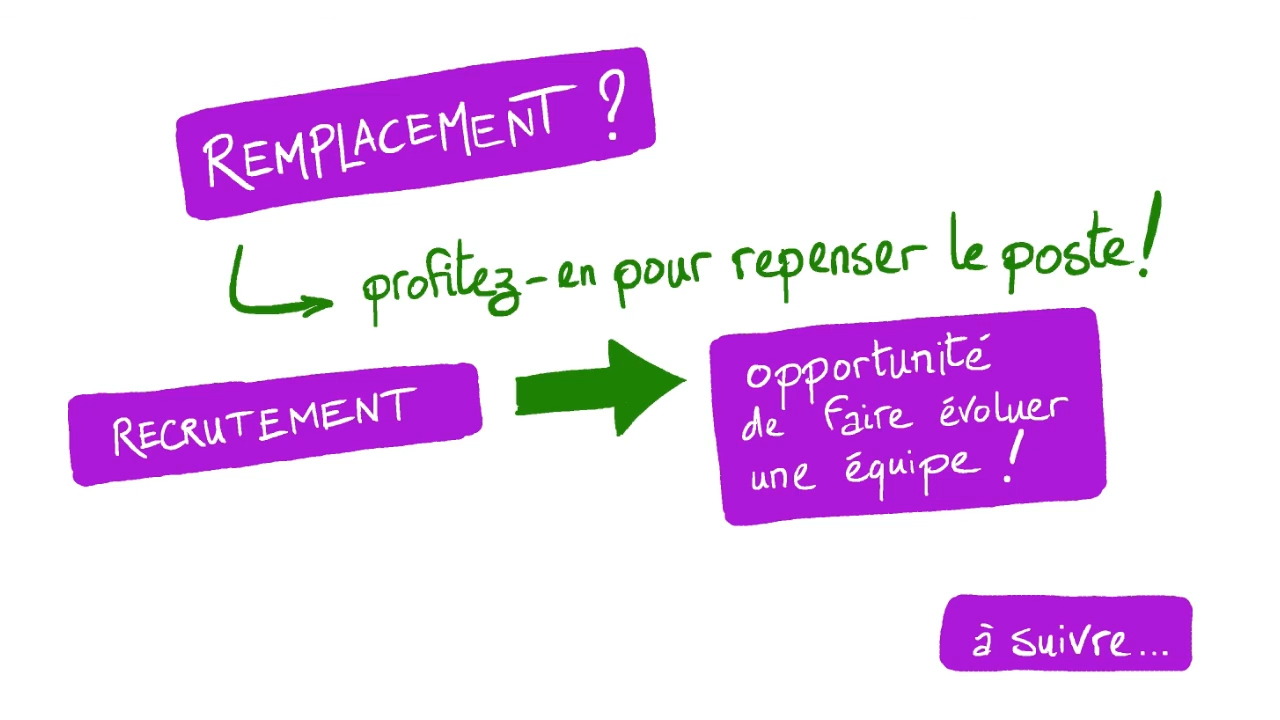 REMPLACEMENT ?
profitez-en pour repenser le poste !
RECRUTEMENT
opportunité
de faire évoluer
une équipe !
à suivre...